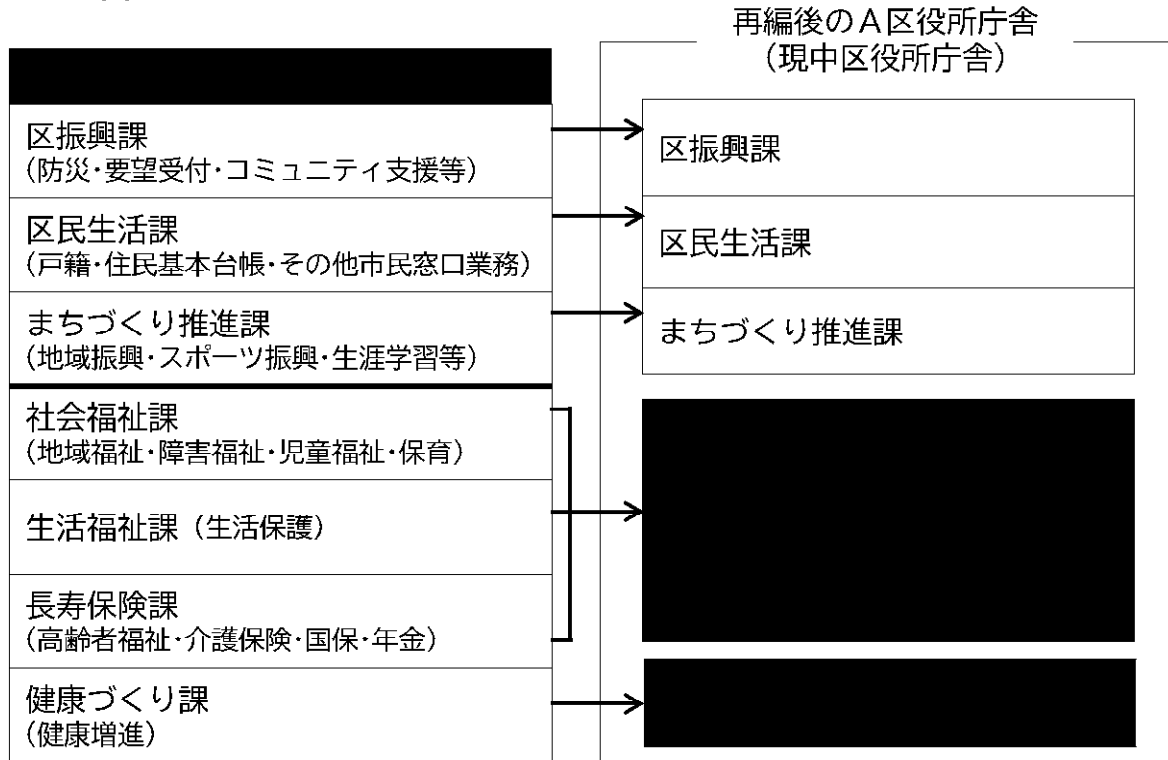 再編後のA区役所庁舎
（現中区役所庁舎）
区振興課
（防災・要望受付・コミュニティ支援等）
区民生活課
（戸籍・住民基本台帳・その他市民窓口業務）
まちづくり推進課
（地域振興・スポーツ振興・生涯学習等）
社会福祉課
（地域福祉・障害福祉・児童福祉・保育）
生活福祉課（生活保護）
長寿保険課
（高齢者福祉・介護保険・国保・年金）
健康づくり課
（健康増進）
区振興課
区民生活課
まちづくり推進課